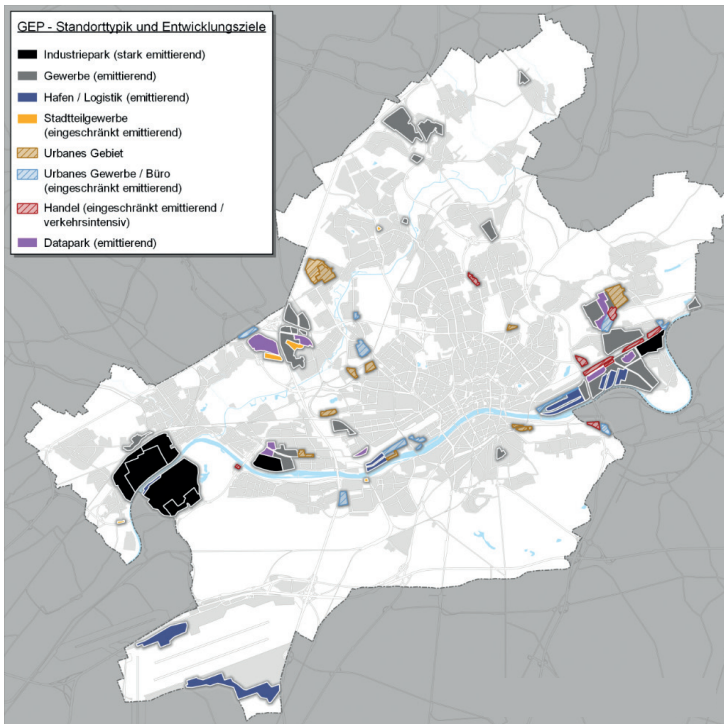 GEP - Standorttypik und Entwicklungsziele
Industriepark (stark emittierend)
Gewerbe (emittierend)
Hafen / Logistik (emittierend)
Stadtteilgewerbe
(eingeschränkt emittierend)
Urbanes Gebiet
Urbanes Gewerbe / Büro
(eingeschränkt emittierend)
Handel (eingeschränkt emittierend /
verkehrsintensiv)
Datapark (emittierend)